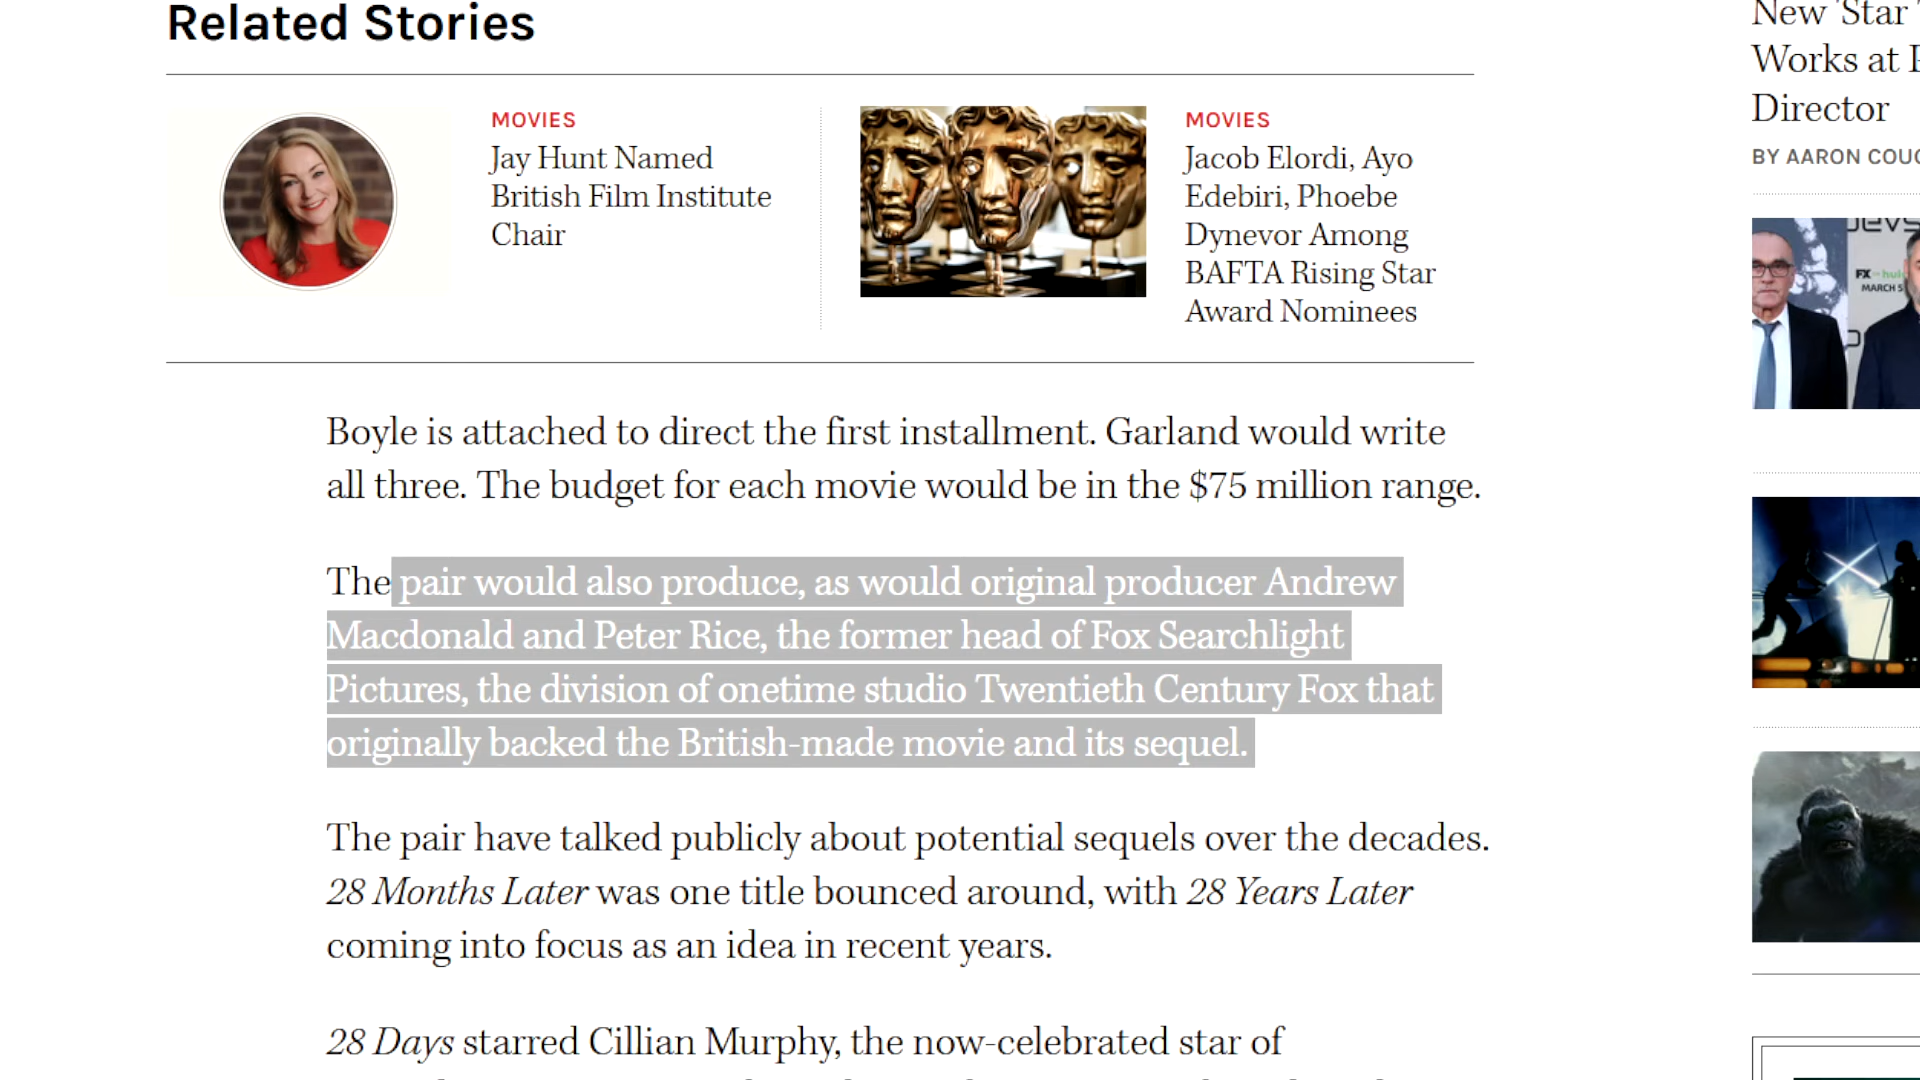 Related Stories
MOVIES
Jay Hunt Named
British Film Institute
Chair
MOVIES
Jacob Elordi, Ayo
Edebiri, Phoebe
Dynevor Among
BAFTA Rising Star
Award Nominees
Boyle is attached to direct the first installment. Garland would write
all three. The budget for each movie would be in the $75 million range.
The pair would also produce, as would original producer Andrew
Macdonald and Peter Rice, the former head of Fox Searchlight
Pictures, the division of onetime studio Twentieth Century Fox that
originally backed the British-made movie and its sequel.
The pair have talked publicly about potential sequels over the decades.
28 Months Later was one title bounced around, with 28 Years Later
coming into focus as an idea in recent years.
28 Days starred Cillian Murphy, the now-celebrated star of
New 'Star
Works at
Director
BY AARON COUC
DEVS
FX hulu
MARCH 5